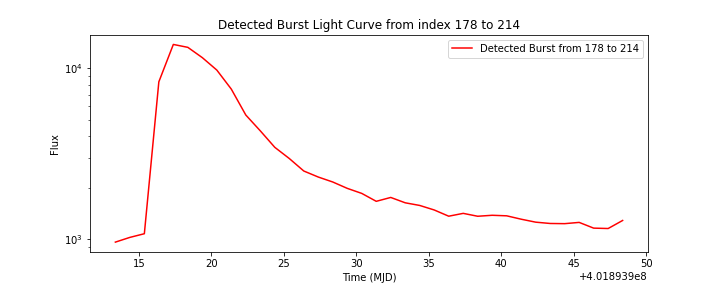 Detected Burst Light Curve from index 178 to 214
Detected Burst from 178 to 214
Flux
10⁴
10³
15 20 25 30 35 40 45 50
Time (MJD)
+4.018939e8